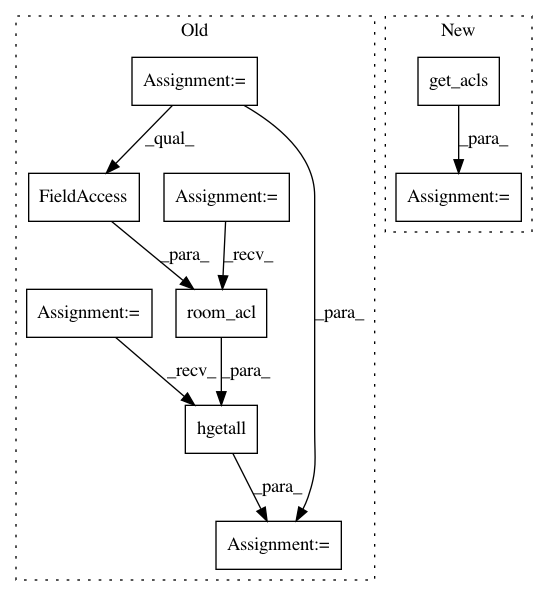 Old
New
Assignment:=
get_acls
_qual_
_para_
FieldAccess
Assignment:=
Assignment:=
_para_
_recv_
Assignment:=
room_acl
_para_
_recv_
_para_
hgetall
_para_
Assignment:=